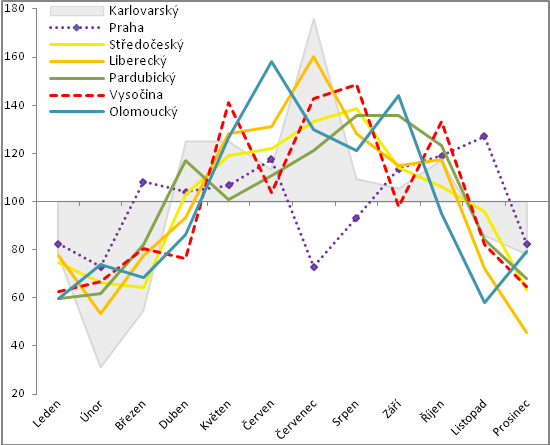 180
160
140
120
100
80
60
40
20
Karlovarský
Praha
Středočeský
Liberecký
Pardubický
Vysočina
Olomoucký
Leden
Únor
Březen
Duben
Květen
Červen
Červenec
Srpen
Září
Říjen
Listopad
Prosinec